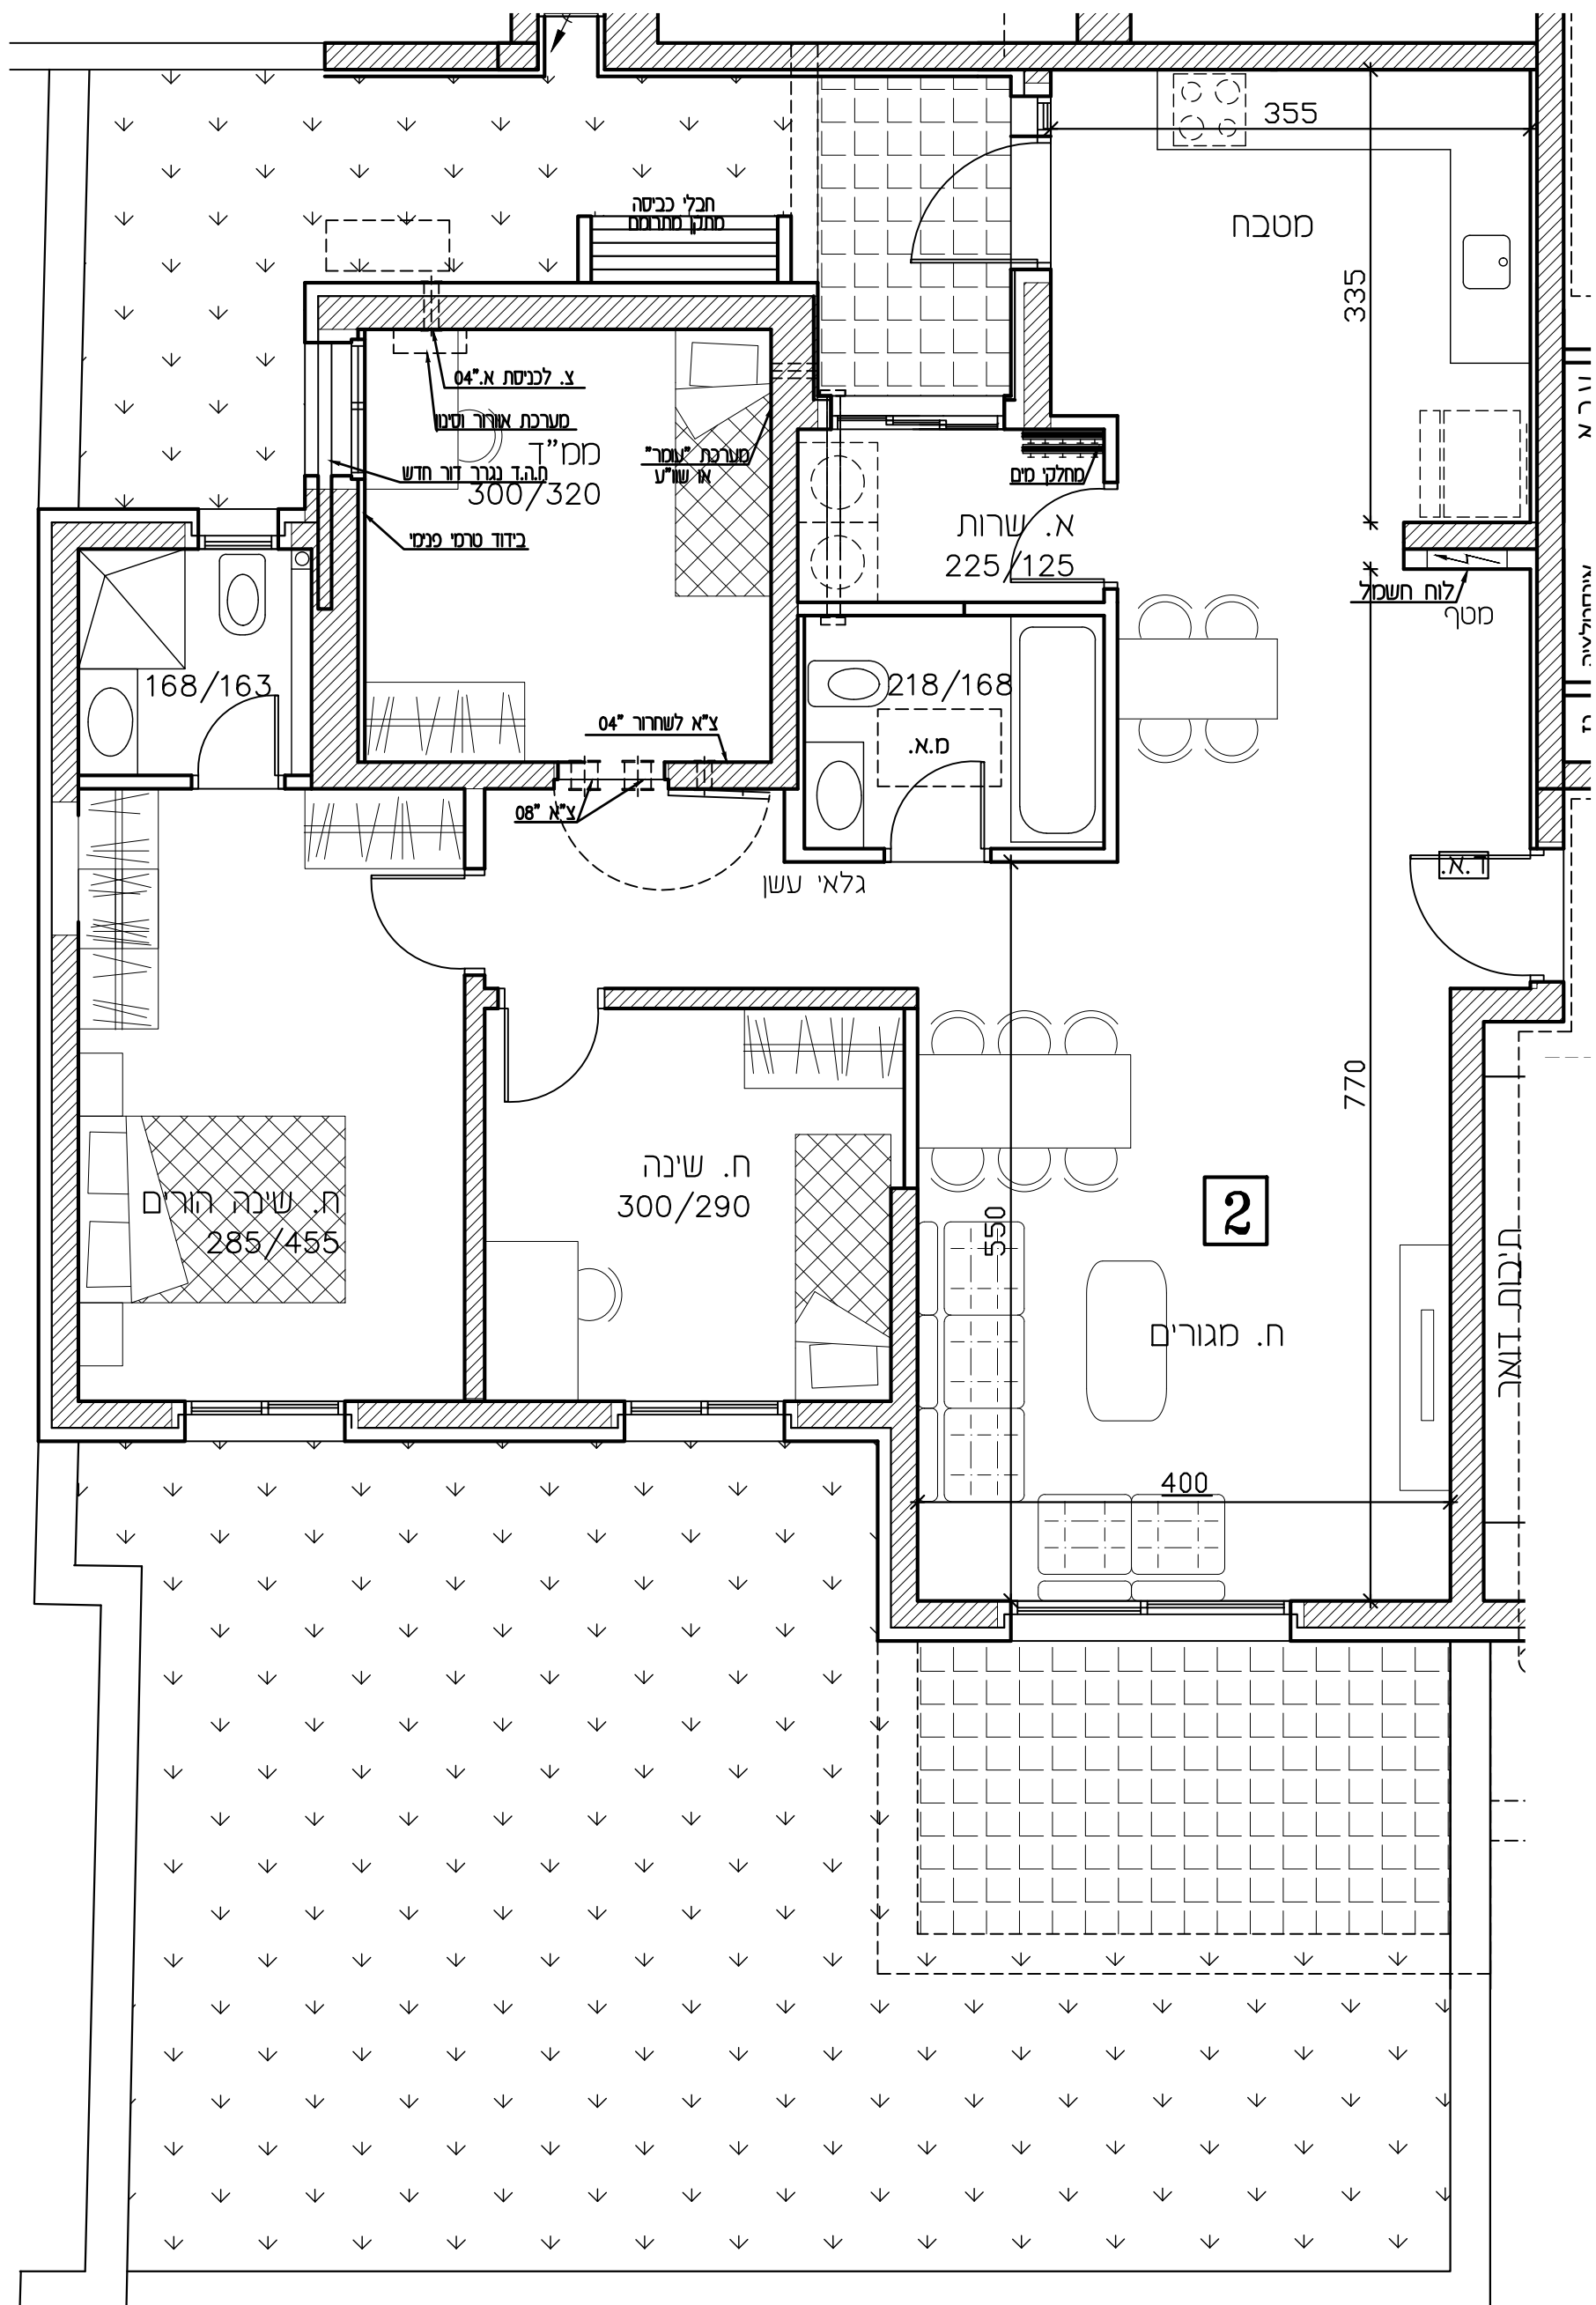 חבלי כביסה
מתקן מתרומם
355
מטבח
335
צ. לכניסת א."04
מערכת אוורור וסינון
ממ"ד
300/320
ח.ה.ד נגרר דור חדש
בידוד טרמי פנימי
מערכת "עומר"
או שוו"ע
מחלקי מים
א. שרות
225/125
לוח חשמל
מטף
168/163
218/168
מ.א.
צ"א לשחרור "04
צ"א "08
גלאי עשן
ד.א.
770
ח. שינה
300/290
ח. שינה הורים
285/455
550
2
ח. מגורים
תיבות דואר
400